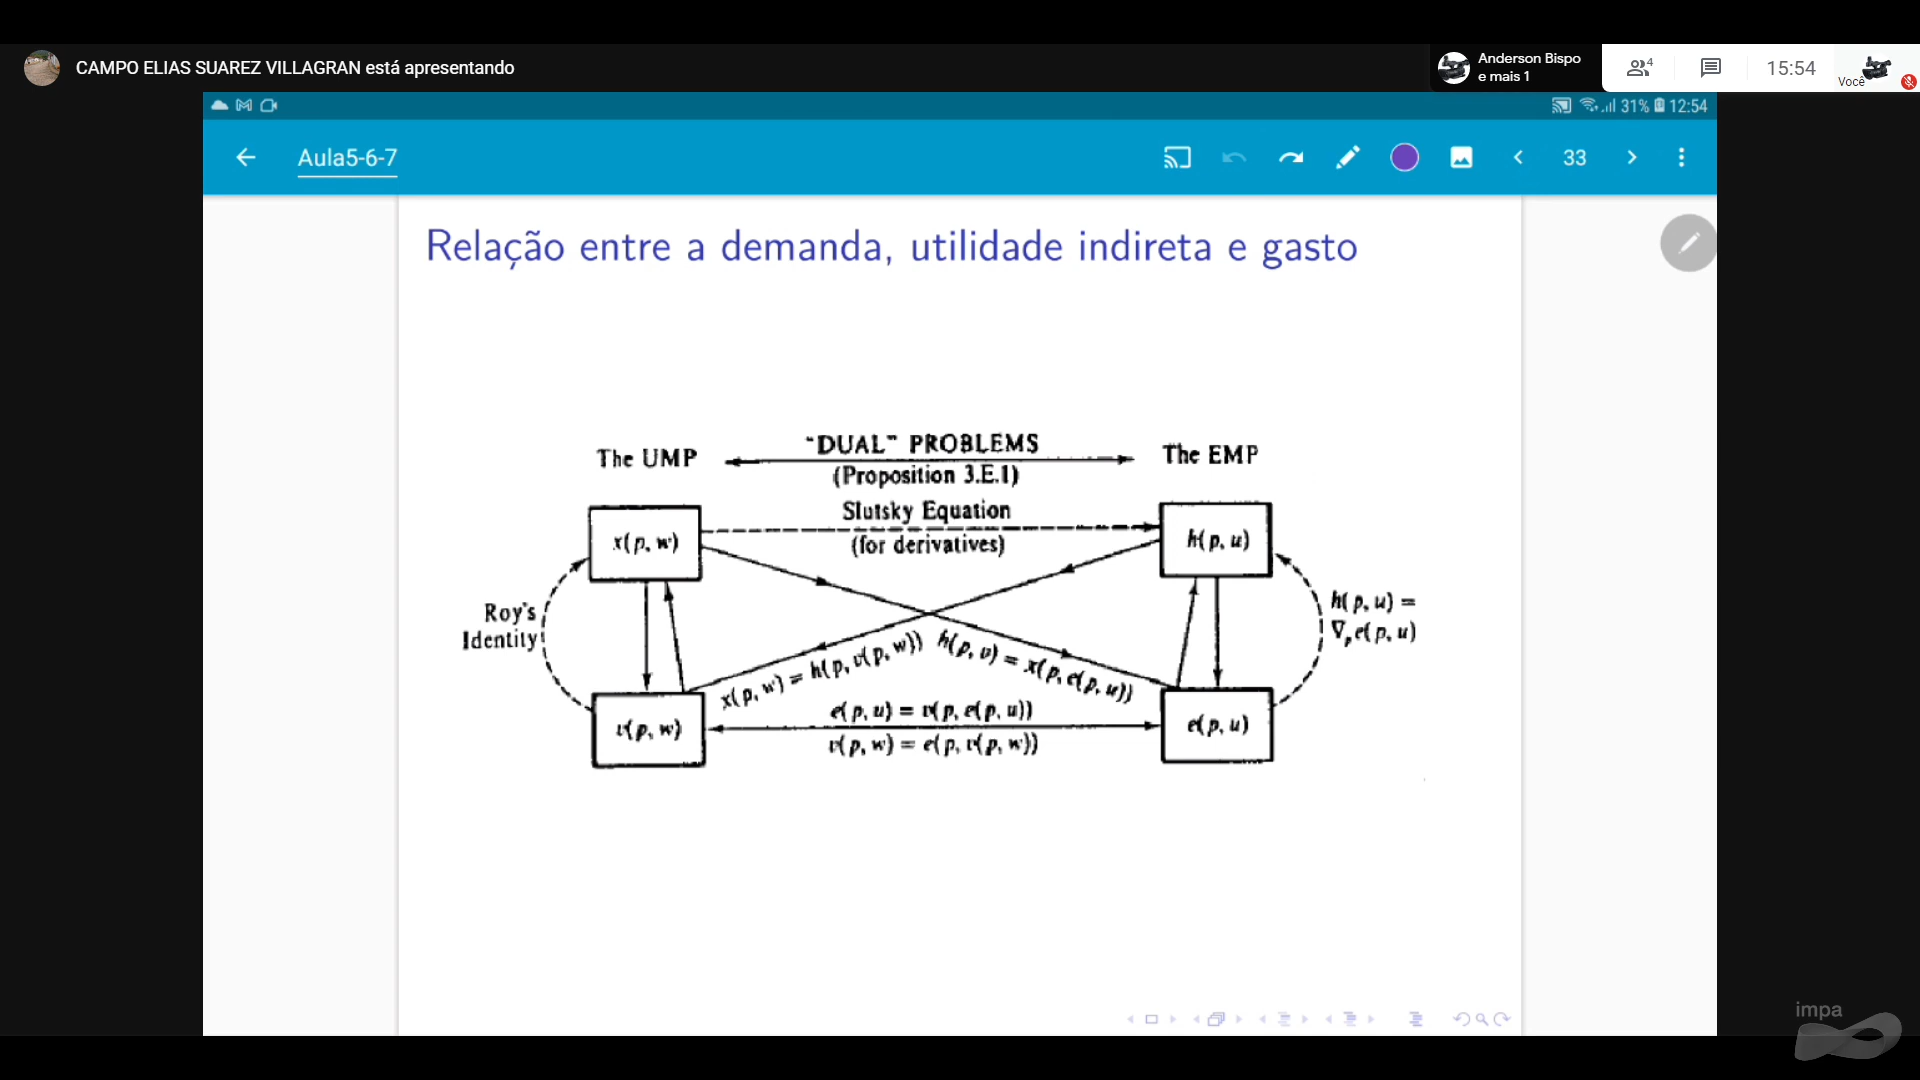 CAMPO ELIAS SUAREZ VILLAGRAN está apresentando
Anderson Bispo
e mais 1
4
15:54
Você
31% 12:54
Aula5-6-7
33
Relação entre a demanda, utilidade indireta e gasto
The UMP
"DUAL" PROBLEMS
(Proposition 3.E.1)
The EMP
Slutsky Equation
(for derivatives)
x(p, w)
h(p, u)
Roy's
Identity
h(p, u) =
∇ₚe(p, u)
x(p, w) = h(p, v(p, w))
h(p, u) = x(p, e(p, u))
e(p, u) = v(p, e(p, u))
v(p, w) = e(p, v(p, w))
v(p, w)
e(p, u)
impa